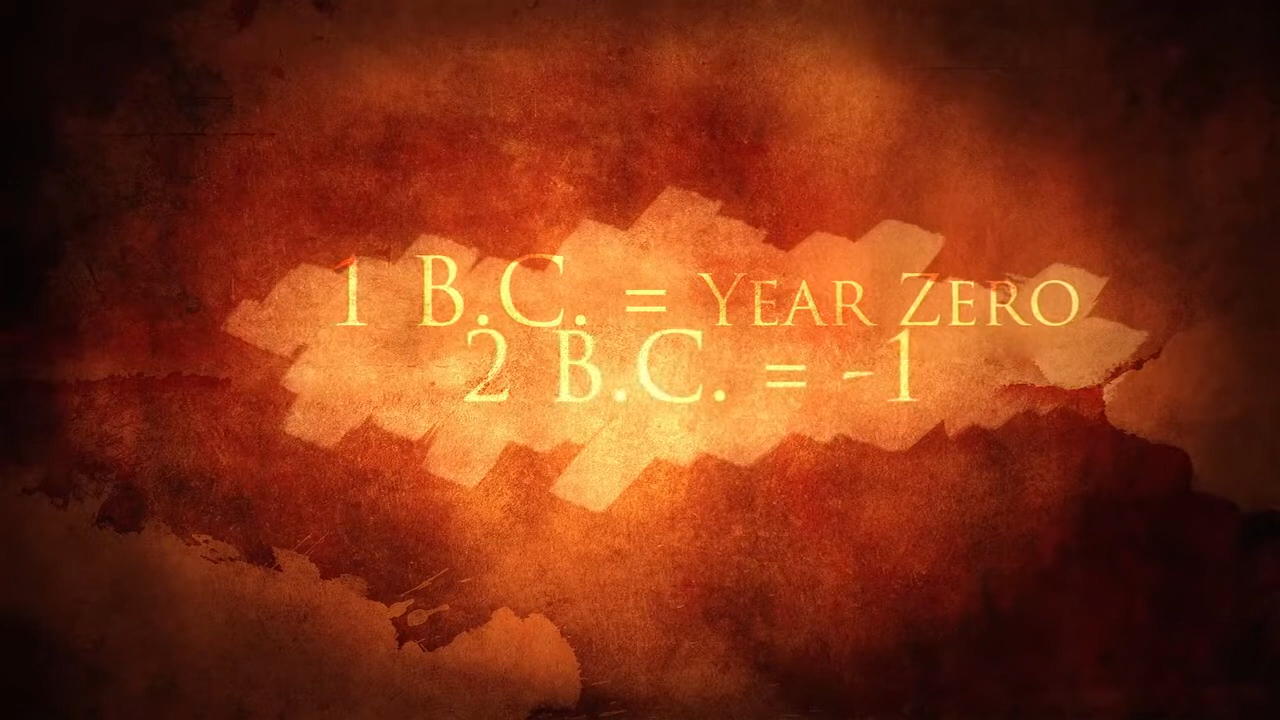 1 B.C. = Year Zero
2 B.C. = -1